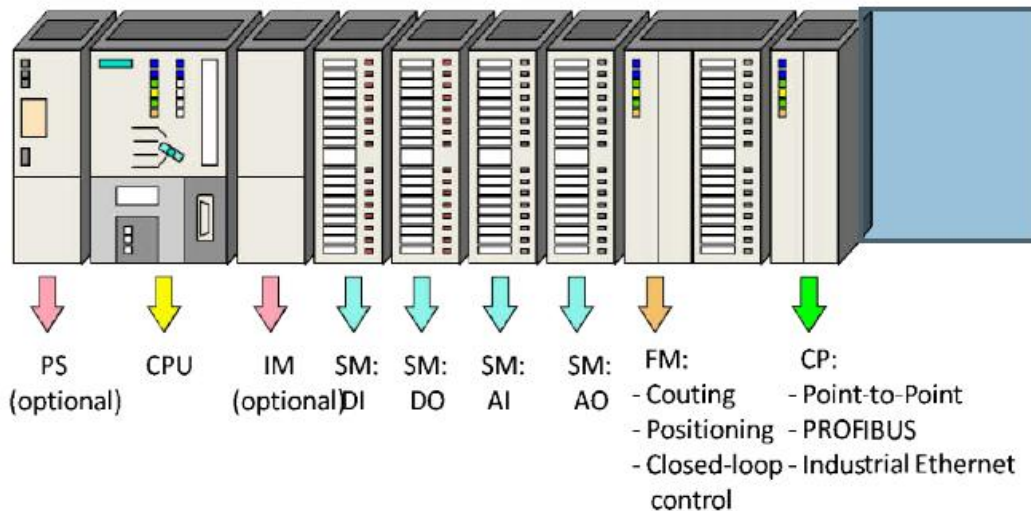 PS
(optional)
CPU
IM
(optional)
SM:
DI
SM:
DO
SM:
AI
SM:
AO
FM:
- Couting
- Positioning
- Closed-loop
control
CP:
- Point-to-Point
- PROFIBUS
- Industrial Ethernet